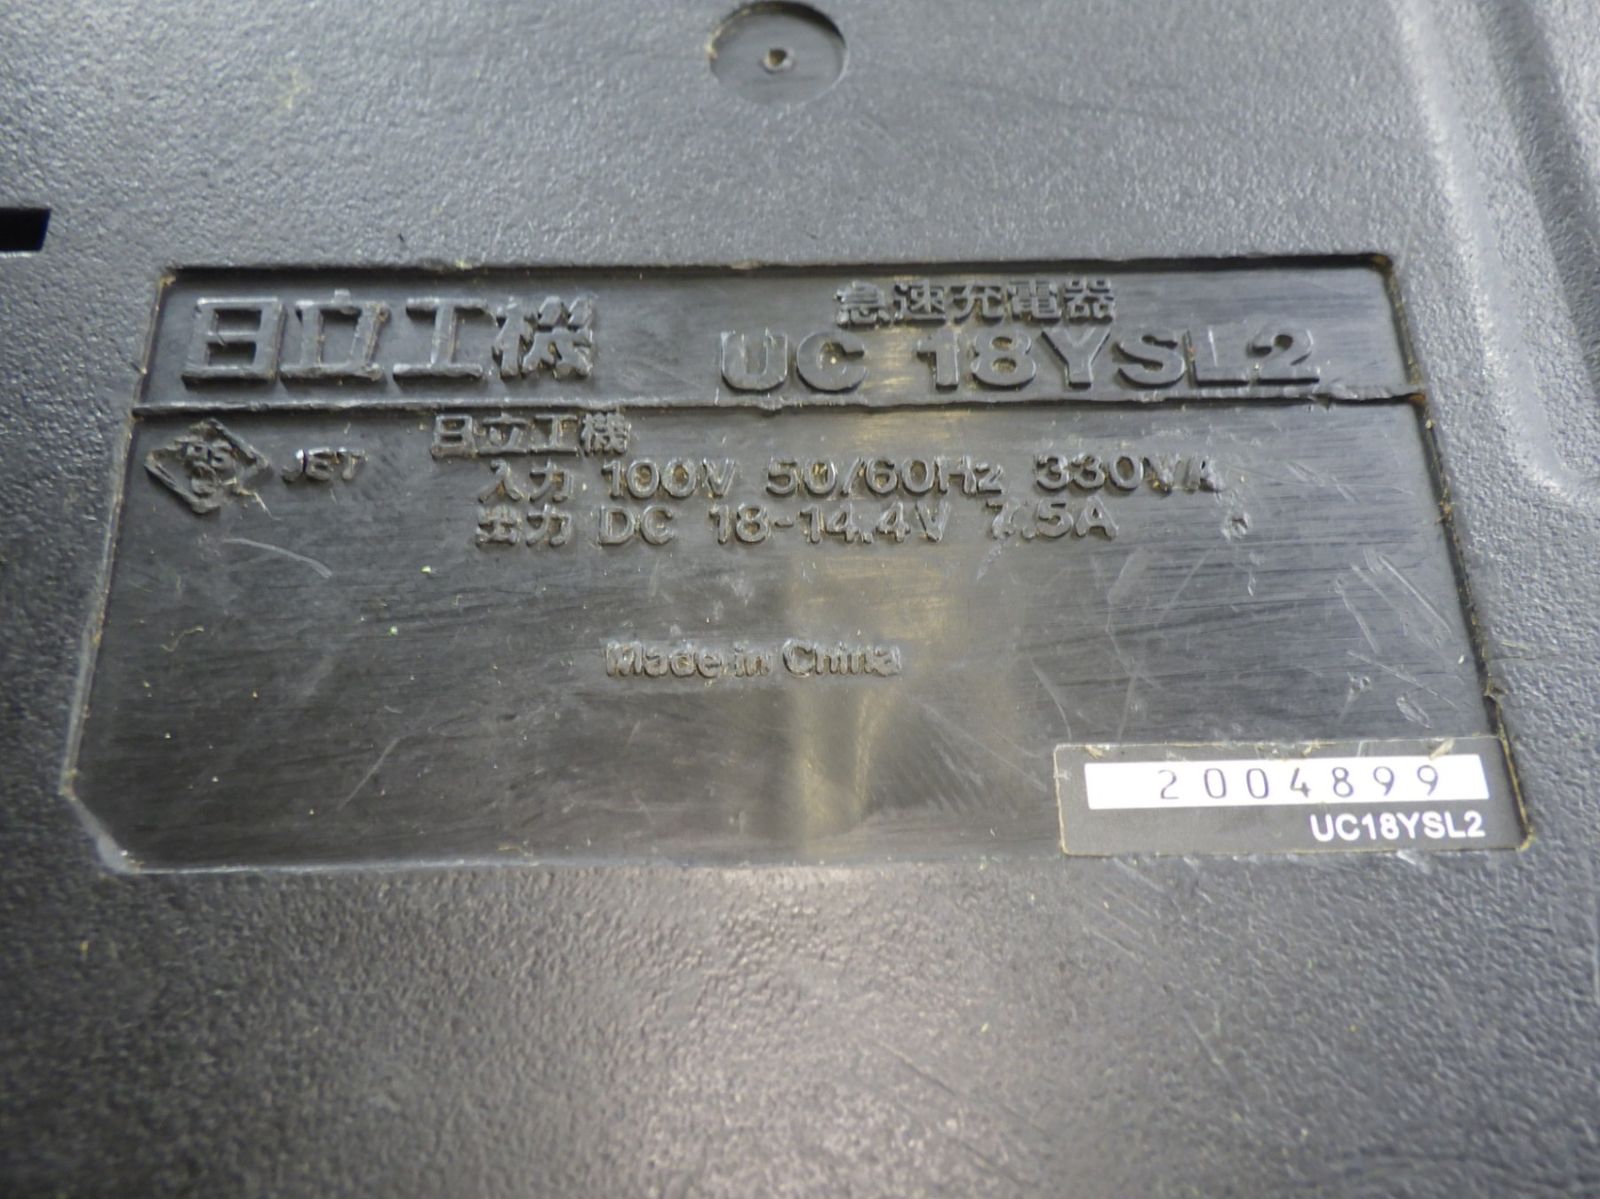 日立工機
急速充電器
UC 18YSL2
PS
E
JET
日立工機
入力 100V 50/60Hz 330VA
出力 DC 18-14.4V 7.5A
Made in China
2004899
UC18YSL2